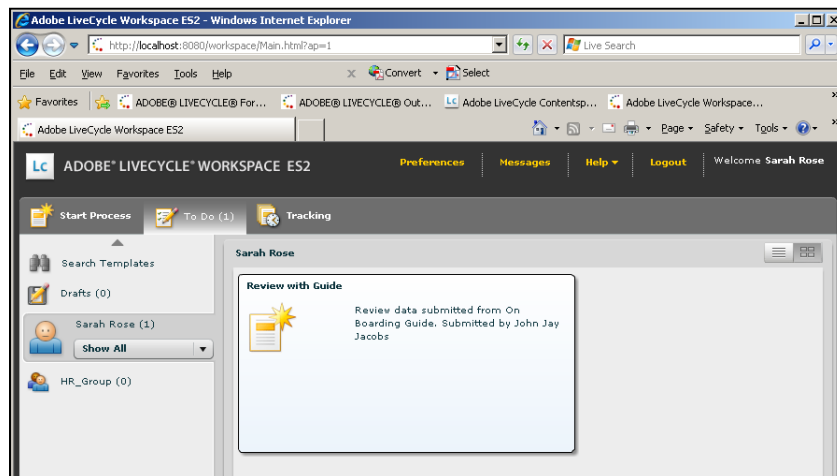 Adobe LiveCycle Workspace ES2 - Windows Internet Explorer
http://localhost:8080/workspace/Main.html?ap=1
Live Search
File Edit View Favorites Tools Help
x Convert Select
Favorites ADOBE® LIVECYCLE® For... ADOBE® LIVECYCLE® Out... Lc Adobe LiveCycle Contentsp... Adobe LiveCycle Workspace... »
Adobe LiveCycle Workspace ES2
Page Safety Tools »
Lc ADOBE® LIVECYCLE® WORKSPACE ES2
Preferences Messages Help Logout Welcome Sarah Rose
Start Process To Do (1) Tracking
Search Templates
Drafts (0)
Sarah Rose (1)
Show All
HR_Group (0)
Sarah Rose
Review with Guide
Review data submitted from On
Boarding Guide. Submitted by John Jay
Jacobs